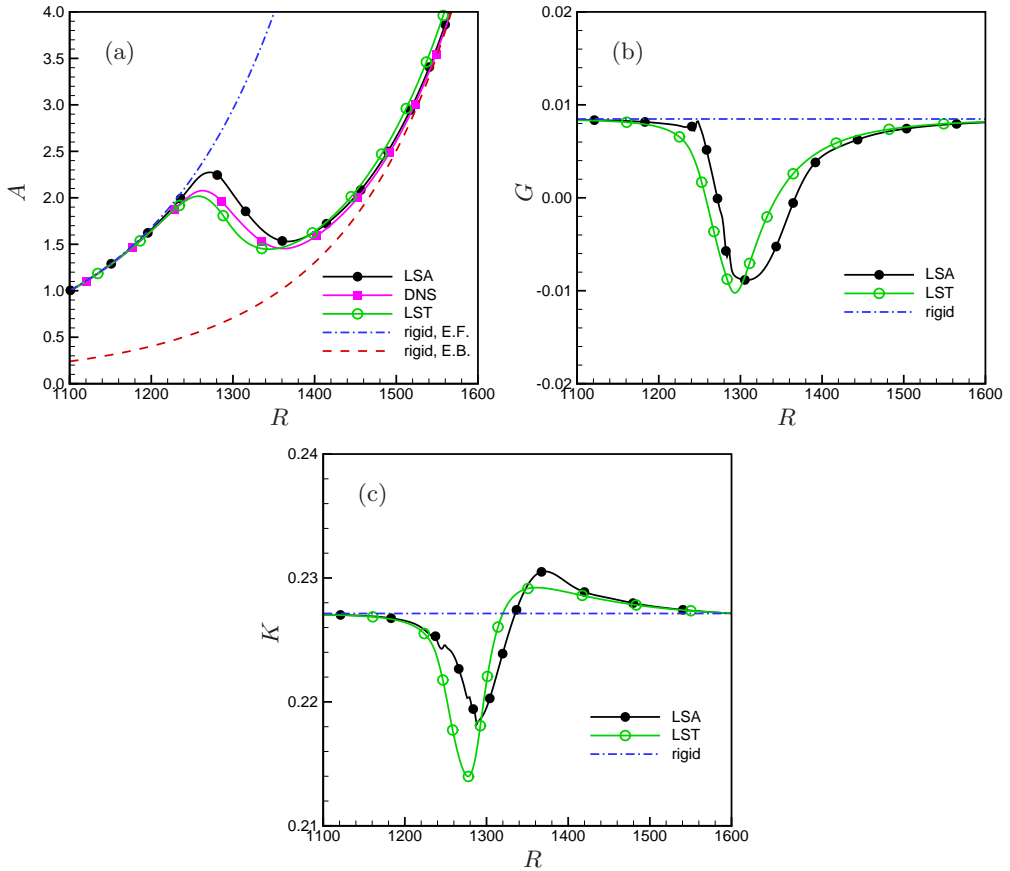 (a)
A
4.0
3.5
3.0
2.5
2.0
1.5
1.0
0.5
0.0
1100 1200 1300 1400 1500 1600
R
LSA
DNS
LST
rigid, E.F.
rigid, E.B.
(b)
G
0.02
0.01
0.00
-0.01
-0.02
1100 1200 1300 1400 1500 1600
R
LSA
LST
rigid
(c)
K
0.24
0.23
0.22
0.21
1100 1200 1300 1400 1500 1600
R
LSA
LST
rigid